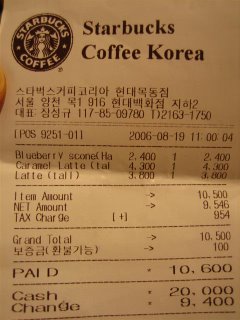 STARBUCKS COFFEE
Starbucks
Coffee Korea
스타벅스커피코리아 현대목동점
서울 양천 목1 916 현대백화점 지하2
대표:장성규 117-85-09780 T)2163-1750
[POS 9251-01] 2006-08-19 11:00:04
Blueberry scone(Ha 2,400 1 2,400
Caramel Latte (tal 4,300 1 4,300
Latte (tall) 3,800 1 3,800
Item Amount -> 10,500
NET Amount -> 9,546
TAX Charge [+] 954
Grand Total -> 10,500
보증금(환불가능) -> 100
PAID * 10,600
Cash * 20,000
Change * 9,400